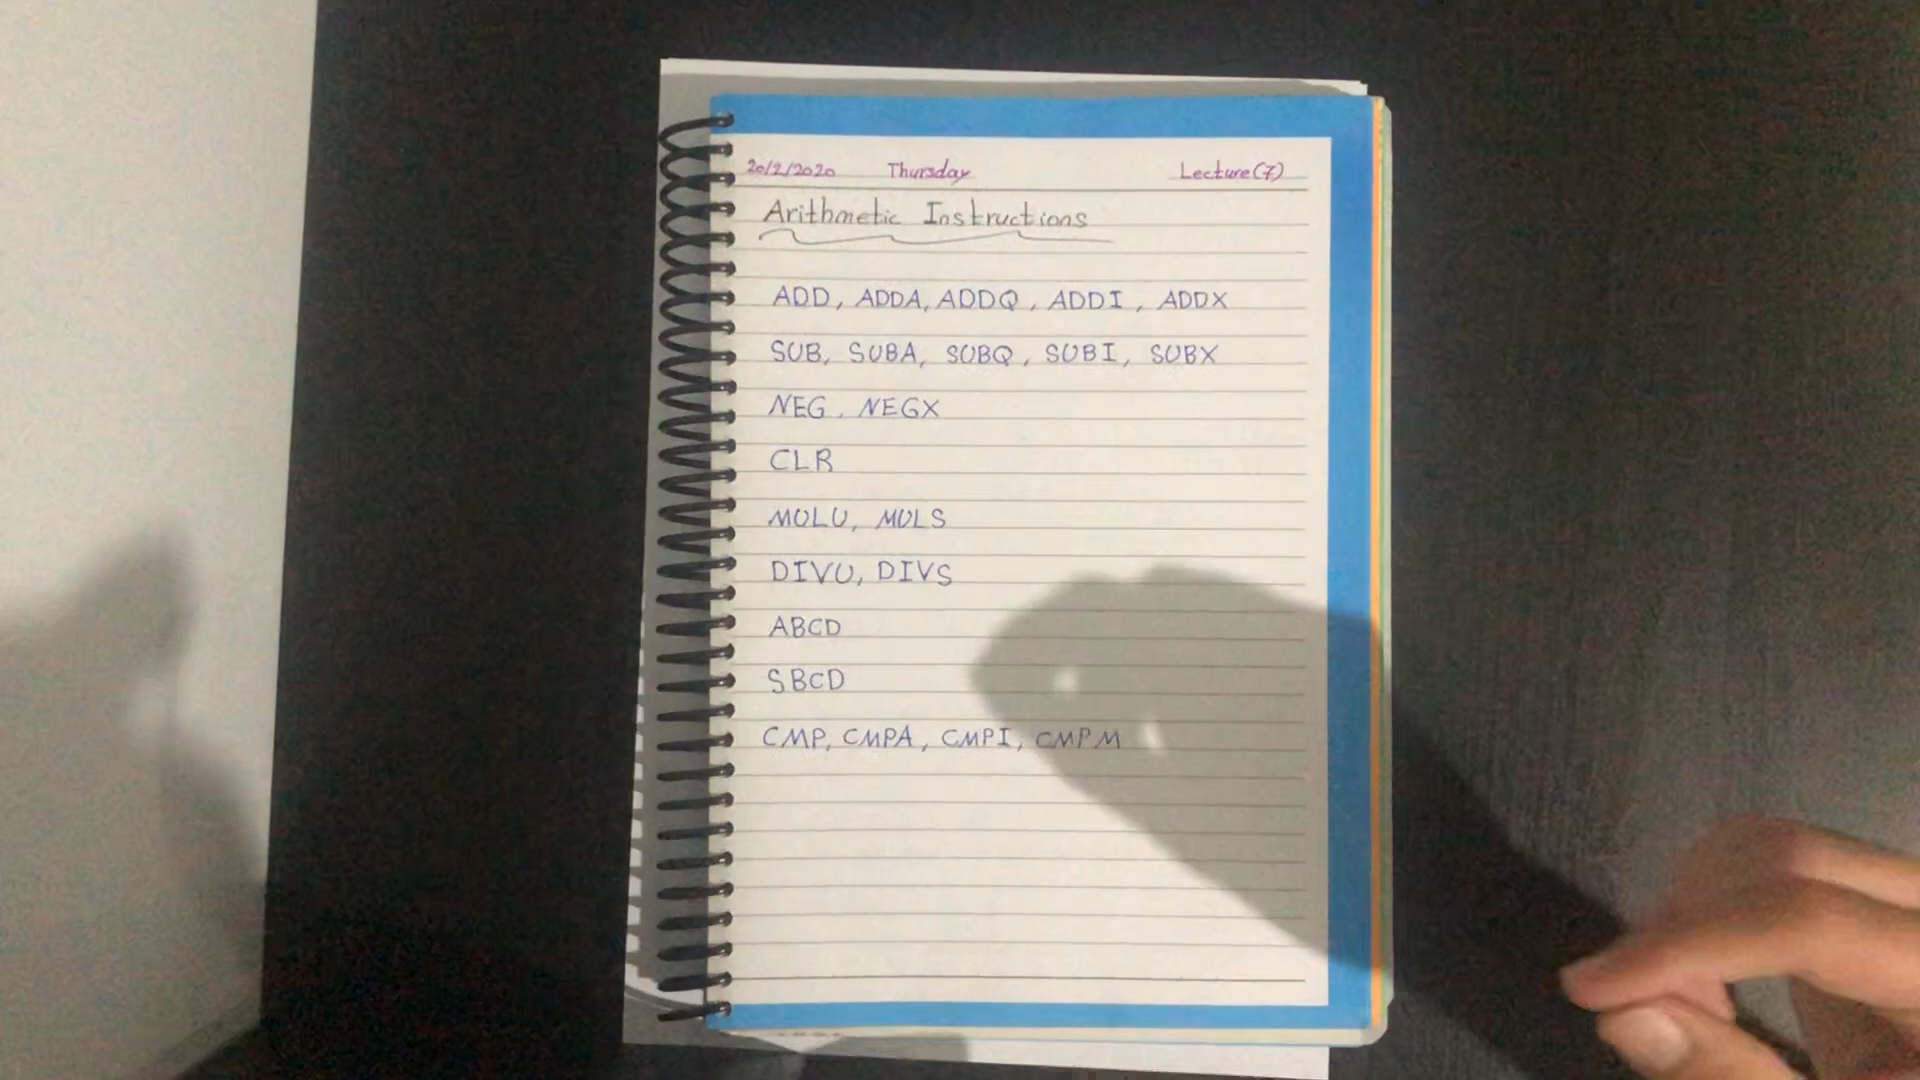 20/2/2020 Thursday Lecture(7)
Arithmetic Instructions
ADD, ADDA, ADDQ, ADDI, ADDX
SUB, SUBA, SUBQ, SUBI, SUBX
NEG, NEGX
CLR
MULU, MULS
DIVU, DIVS
ABCD
SBCD
CMP, CMPA, CMPI, CMPM